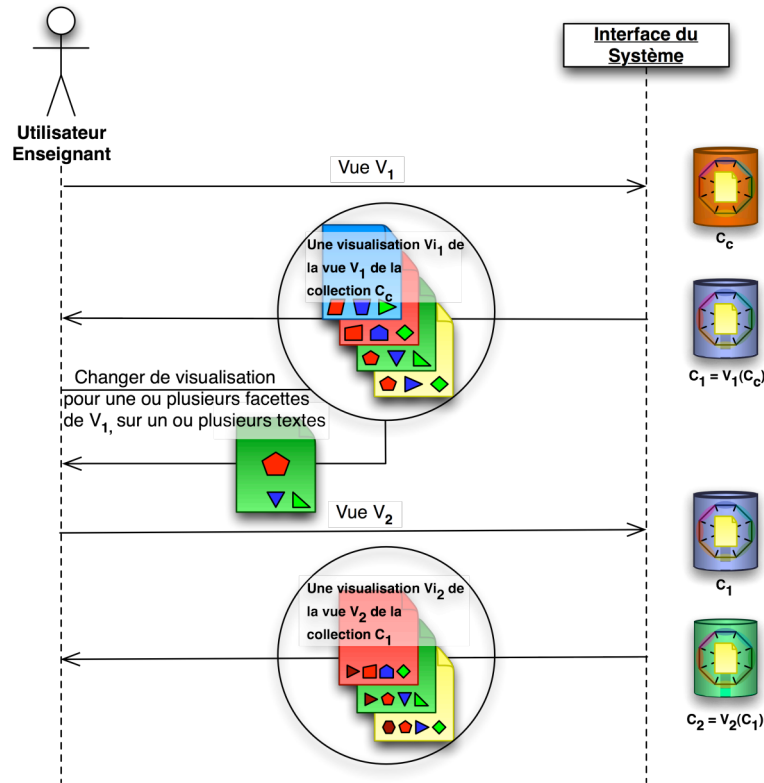 Interface du
Système
Utilisateur
Enseignant
Vue V1
Cc
Une visualisation Vi1 de
la vue V1 de la
collection Cc
C1 = V1(Cc)
Changer de visualisation
pour une ou plusieurs facettes
de V1, sur un ou plusieurs textes
Vue V2
C1
Une visualisation Vi2 de
la vue V2 de la
collection C1
C2 = V2(C1)